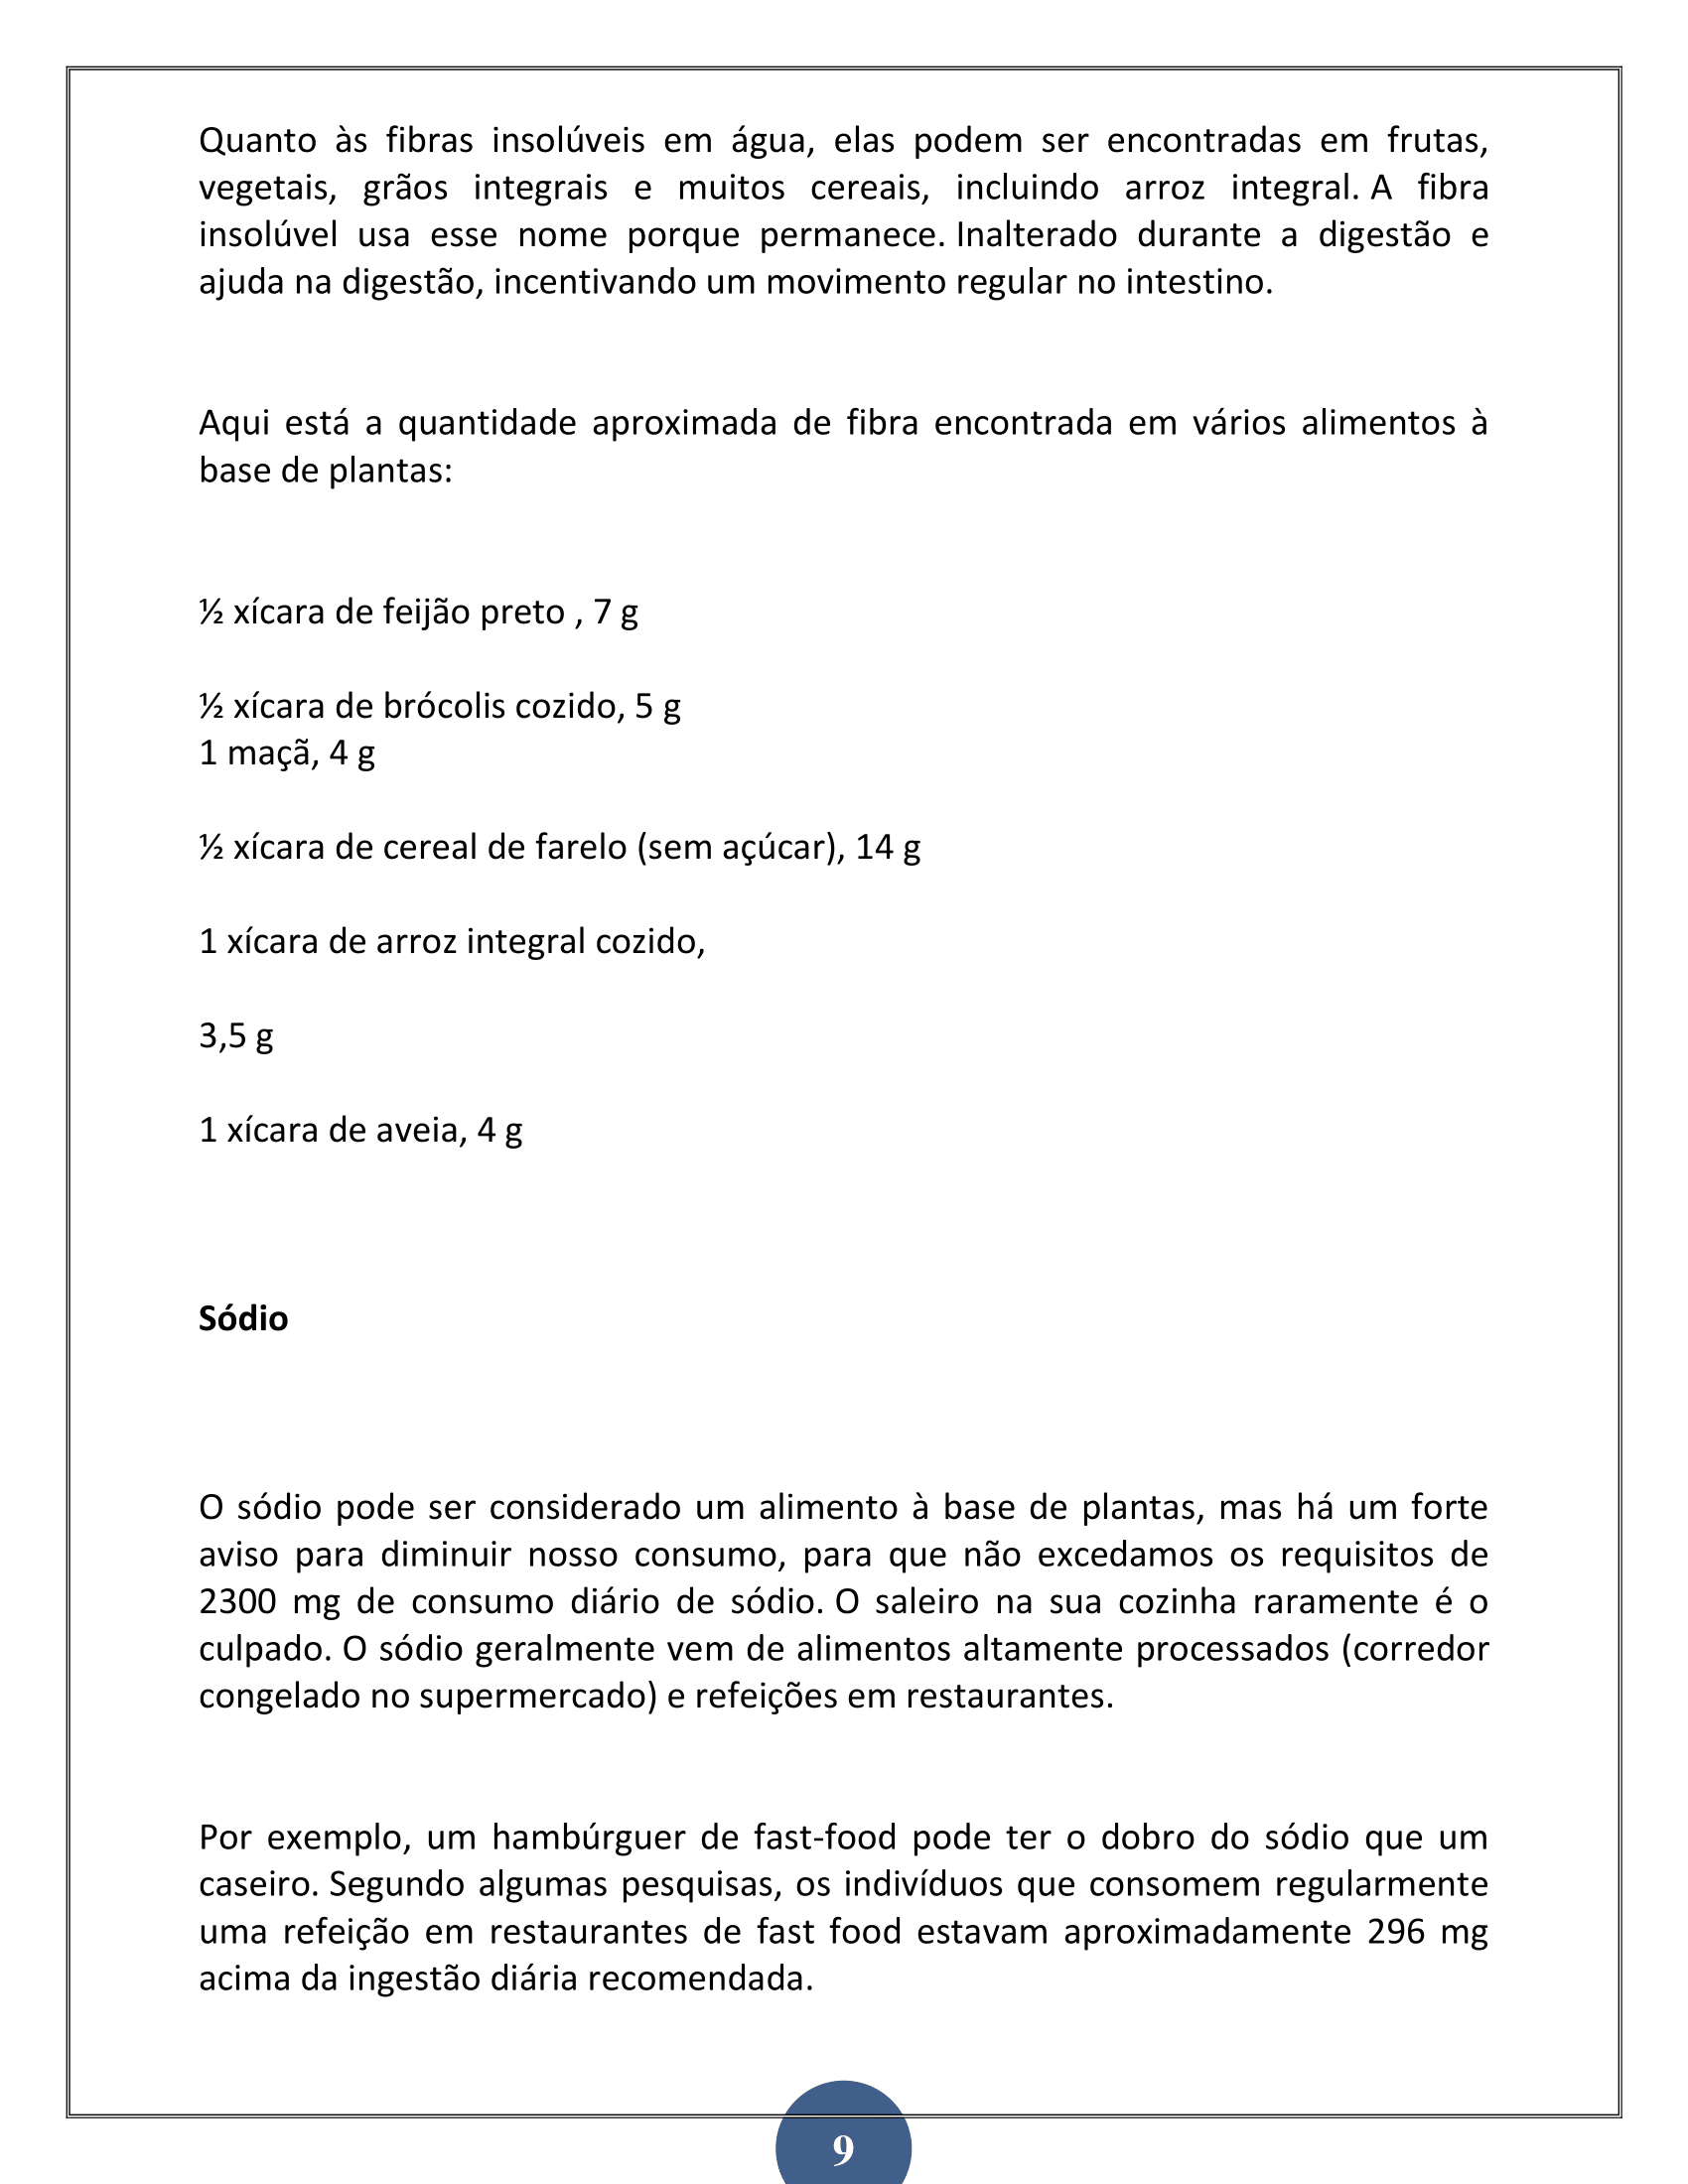 Quanto às fibras insolúveis em água, elas podem ser encontradas em frutas,
vegetais, grãos integrais e muitos cereais, incluindo arroz integral. A fibra
insolúvel usa esse nome porque permanece. Inalterado durante a digestão e
ajuda na digestão, incentivando um movimento regular no intestino.
Aqui está a quantidade aproximada de fibra encontrada em vários alimentos à
base de plantas:
½ xícara de feijão preto , 7 g
½ xícara de brócolis cozido, 5 g
1 maçã, 4 g
½ xícara de cereal de farelo (sem açúcar), 14 g
1 xícara de arroz integral cozido,
3,5 g
1 xícara de aveia, 4 g
Sódio
O sódio pode ser considerado um alimento à base de plantas, mas há um forte
aviso para diminuir nosso consumo, para que não excedamos os requisitos de
2300 mg de consumo diário de sódio. O saleiro na sua cozinha raramente é o
culpado. O sódio geralmente vem de alimentos altamente processados (corredor
congelado no supermercado) e refeições em restaurantes.
Por exemplo, um hambúrguer de fast-food pode ter o dobro do sódio que um
caseiro. Segundo algumas pesquisas, os indivíduos que consomem regularmente
uma refeição em restaurantes de fast food estavam aproximadamente 296 mg
acima da ingestão diária recomendada.
9